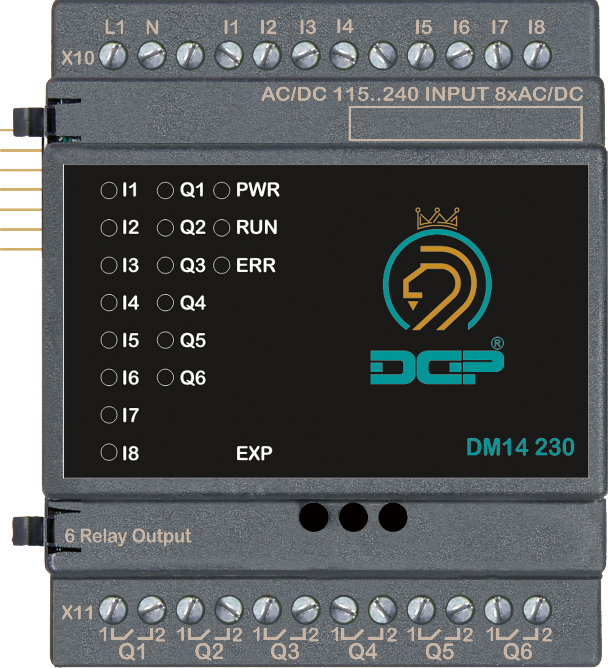 L1 N I1 I2 I3 I4 I5 I6 I7 I8
X10
AC/DC 115..240 INPUT 8xAC/DC
I1 Q1 PWR
I2 Q2 RUN
I3 Q3 ERR
I4 Q4
I5 Q5
I6 Q6
I7
I8 EXP
DGP®
DM14 230
6 Relay Output
X11
1 2 1 2 1 2 1 2 1 2 1 2
Q1 Q2 Q3 Q4 Q5 Q6